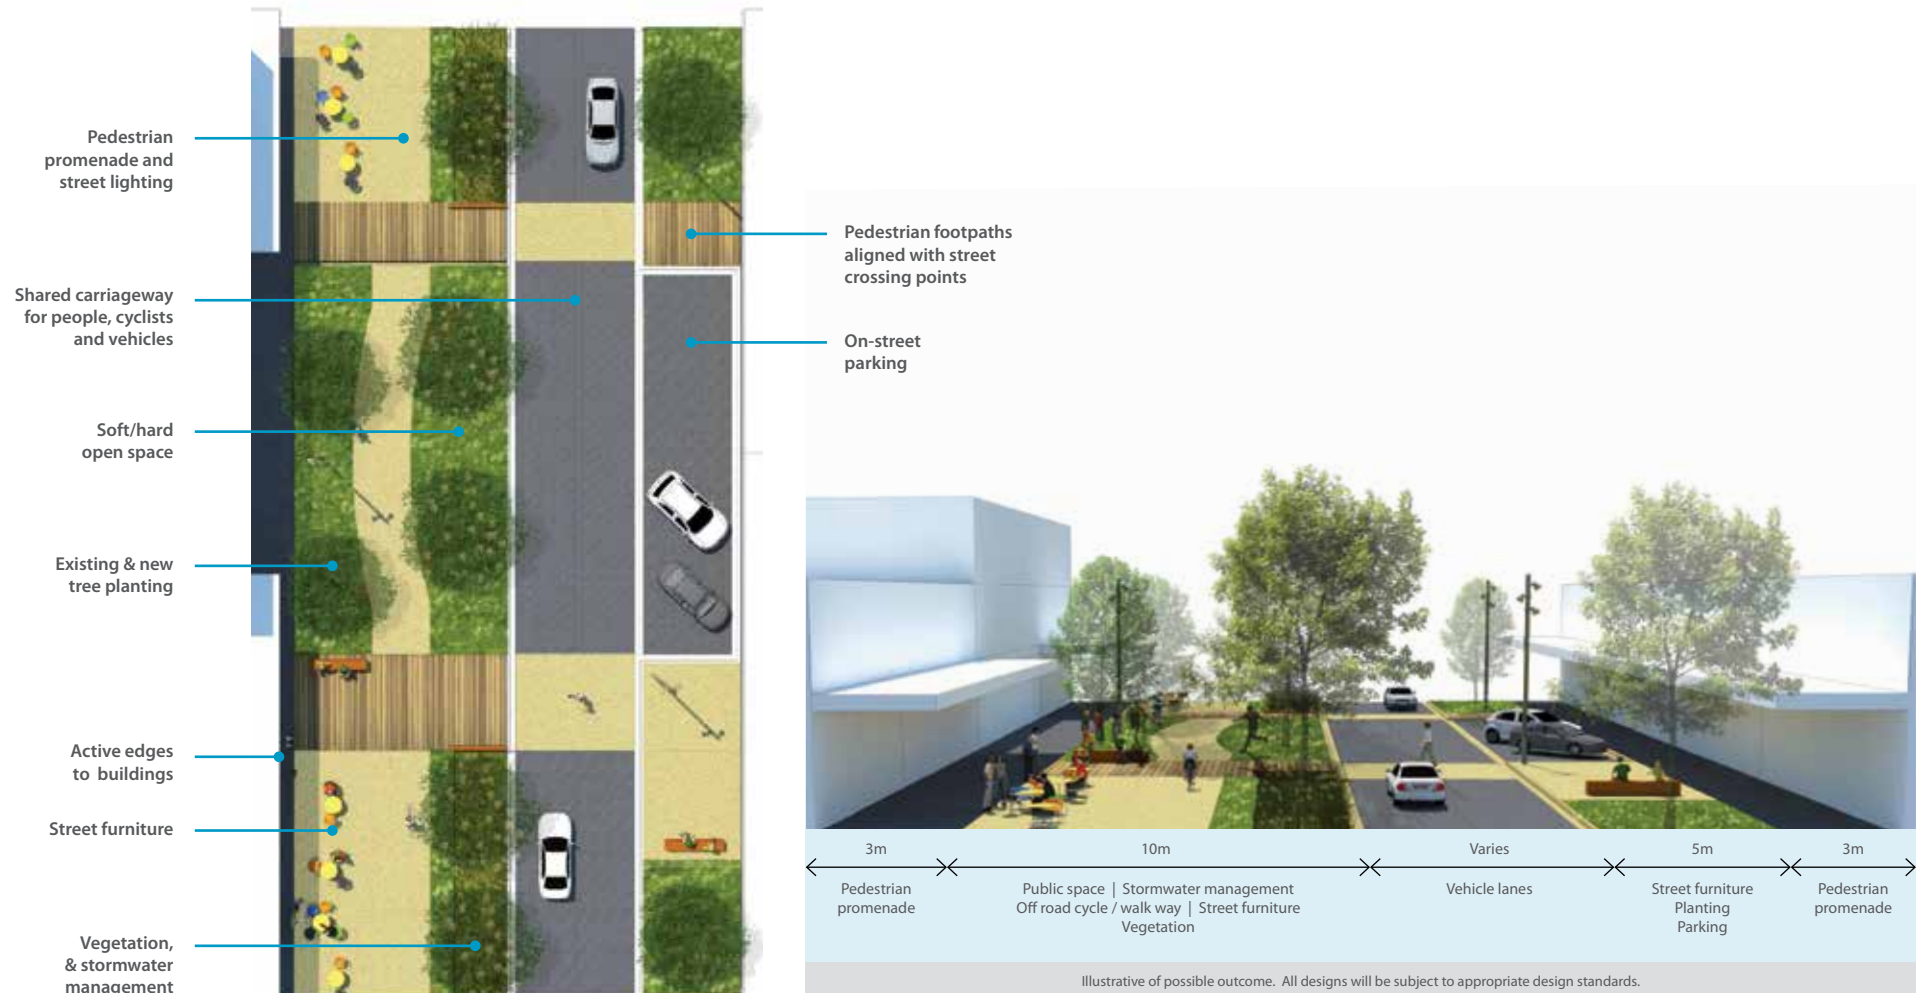 Pedestrian
promenade and
street lighting
Shared carriageway
for people, cyclists
and vehicles
Soft/hard
open space
Existing & new
tree planting
Active edges
to buildings
Street furniture
Vegetation,
& stormwater
management
Pedestrian footpaths
aligned with street
crossing points
On-street
parking
3m
10m
Varies
5m
3m
Pedestrian
promenade
Public space | Stormwater management
Off road cycle / walk way | Street furniture
Vegetation
Vehicle lanes
Street furniture
Planting
Parking
Pedestrian
promenade
Illustrative of possible outcome. All designs will be subject to appropriate design standards.